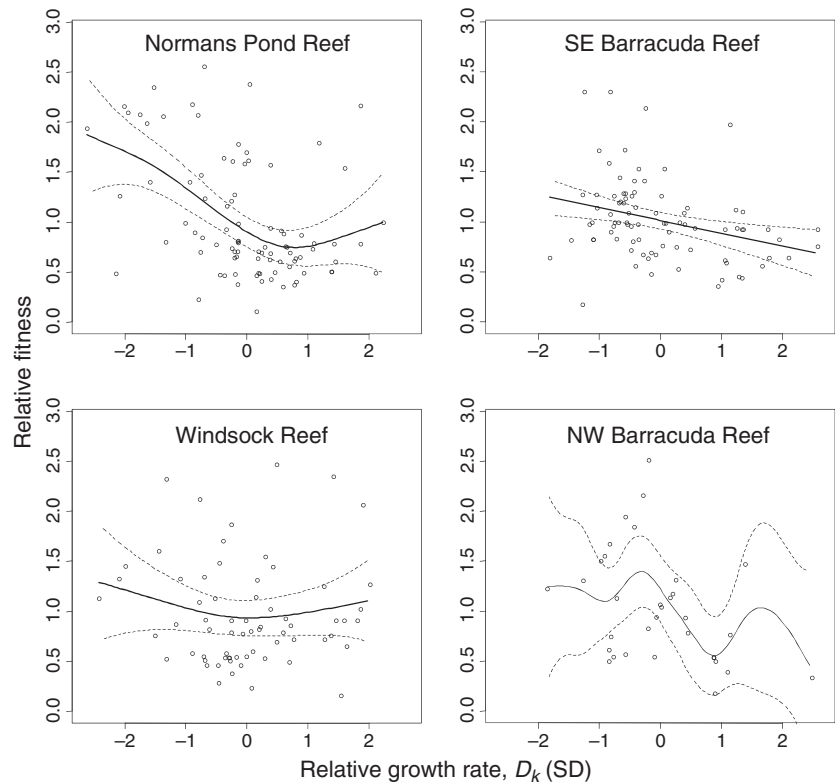 Normans Pond Reef
SE Barracuda Reef
3.0
2.5
2.0
1.5
1.0
0.5
0.0
−2 −1 0 1 2
3.0
2.5
2.0
1.5
1.0
0.5
0.0
−2 −1 0 1 2
Relative fitness
Windsock Reef
NW Barracuda Reef
3.0
2.5
2.0
1.5
1.0
0.5
0.0
−2 −1 0 1 2
3.0
2.5
2.0
1.5
1.0
0.5
0.0
−2 −1 0 1 2
Relative growth rate, Dk (SD)